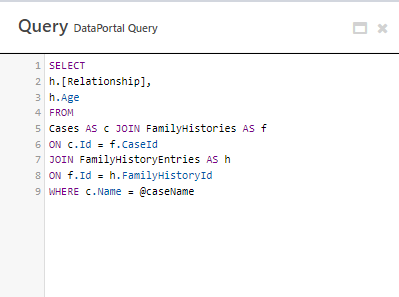 Query DataPortal Query
1 SELECT
2 h.[Relationship],
3 h.Age
4 FROM
5 Cases AS c JOIN FamilyHistories AS f
6 ON c.Id = f.CaseId
7 JOIN FamilyHistoryEntries AS h
8 ON f.Id = h.FamilyHistoryId
9 WHERE c.Name = @caseName